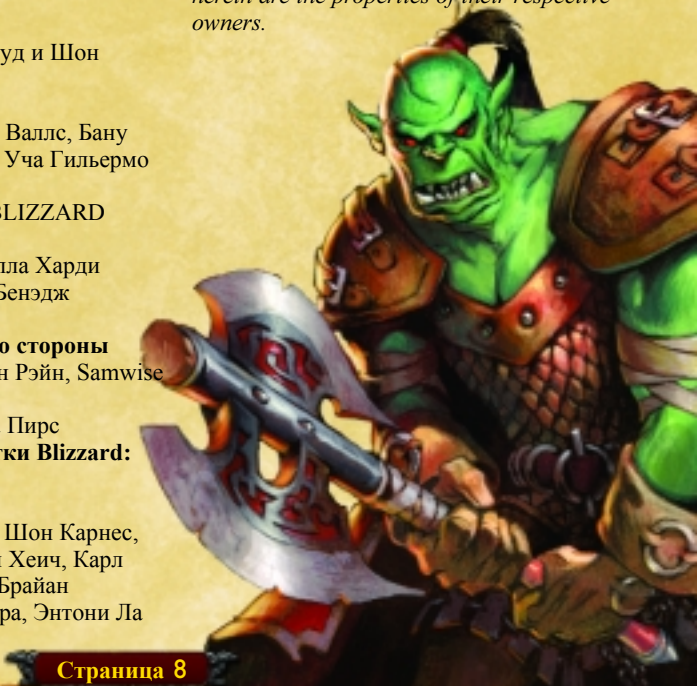 herein are the properties of their respective
owners.
уд и Шон
Валлс, Бану
Уча Гильермо
BLIZZARD
лла Харди
Бенэдж
о стороны
н Рэйн, Samwise
Пирс
тки Blizzard:
Шон Карнес,
Хеич, Карл
Брайан
ра, Энтони Ла
Страница 8